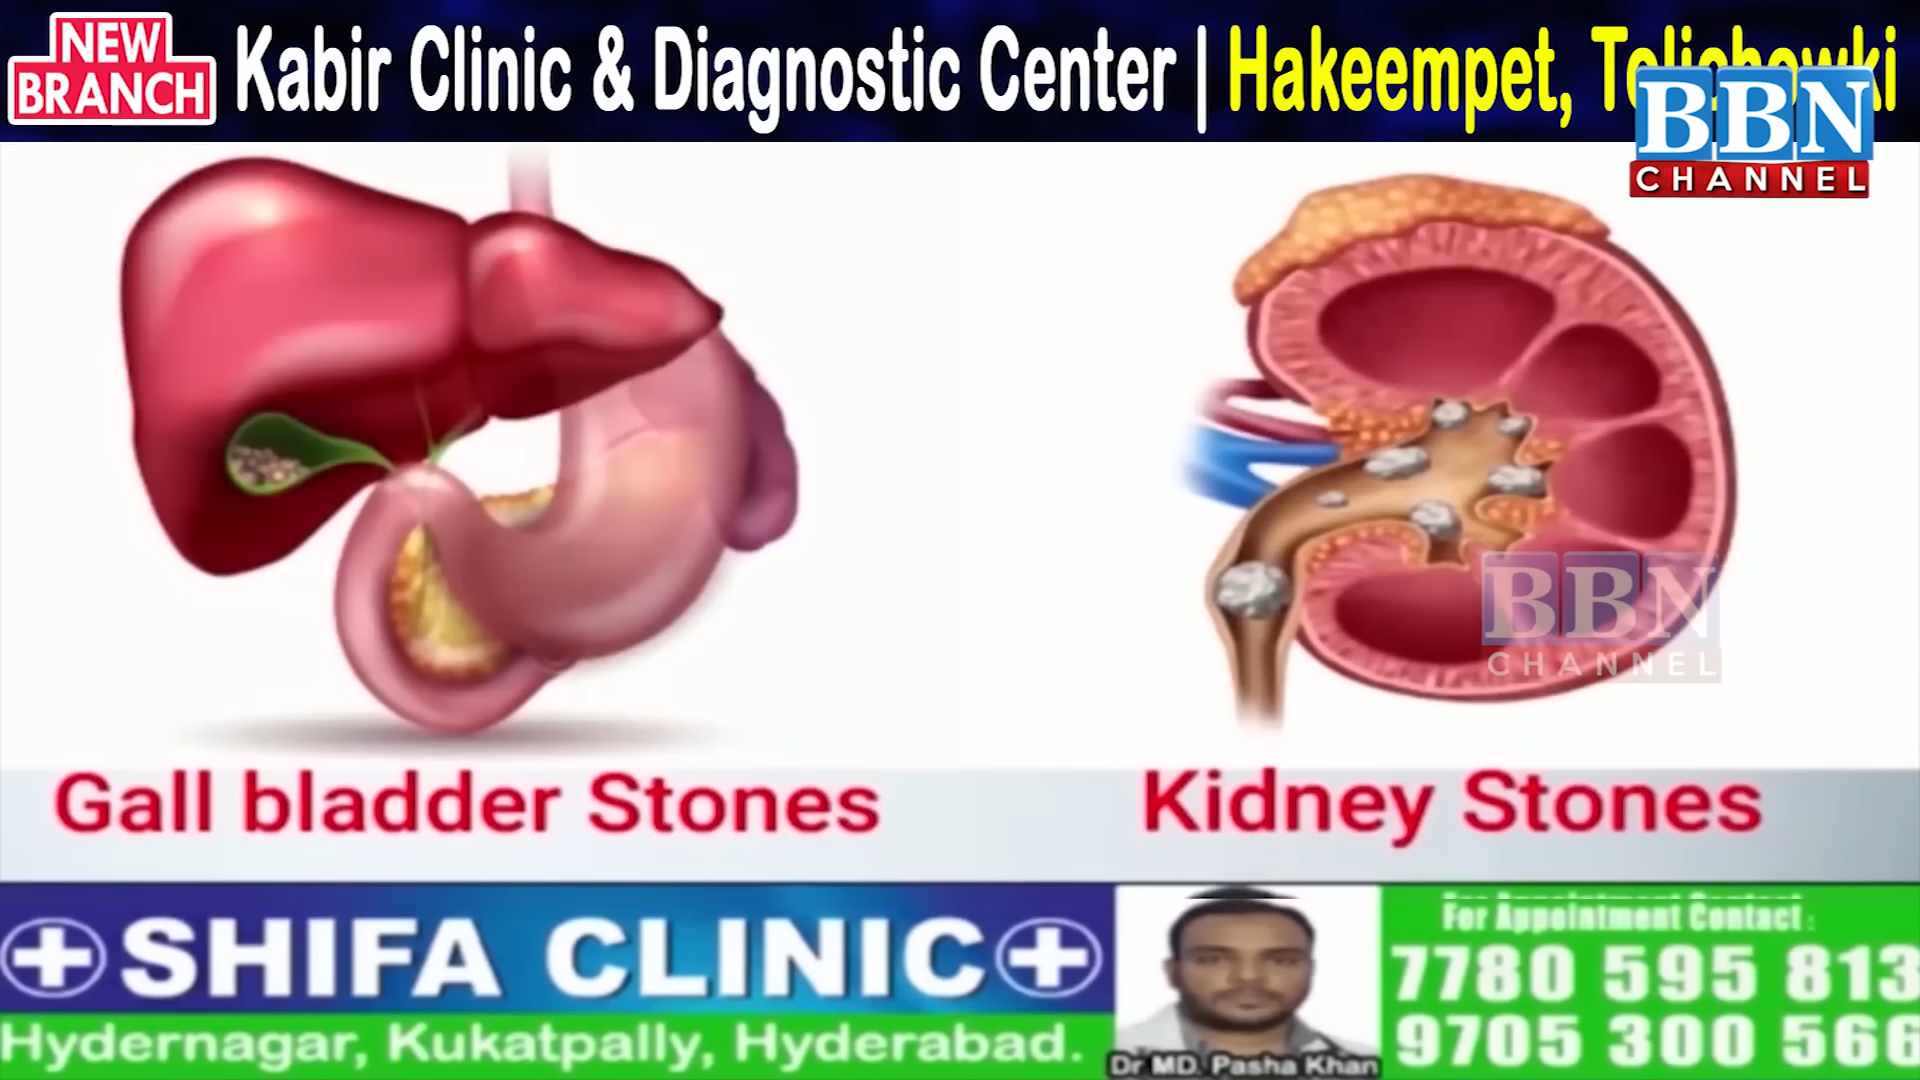 NEW
BRANCH
Kabir Clinic & Diagnostic Center | Hakeempet,
BBN
CHANNEL
BBN
CHANNEL
Gall bladder Stones
Kidney Stones
SHIFA CLINIC
Hydernagar, Kukatpally, Hyderabad.
Dr MD. Pasha Khan
For Appointment Contact :
7780 595 813
9705 300 566